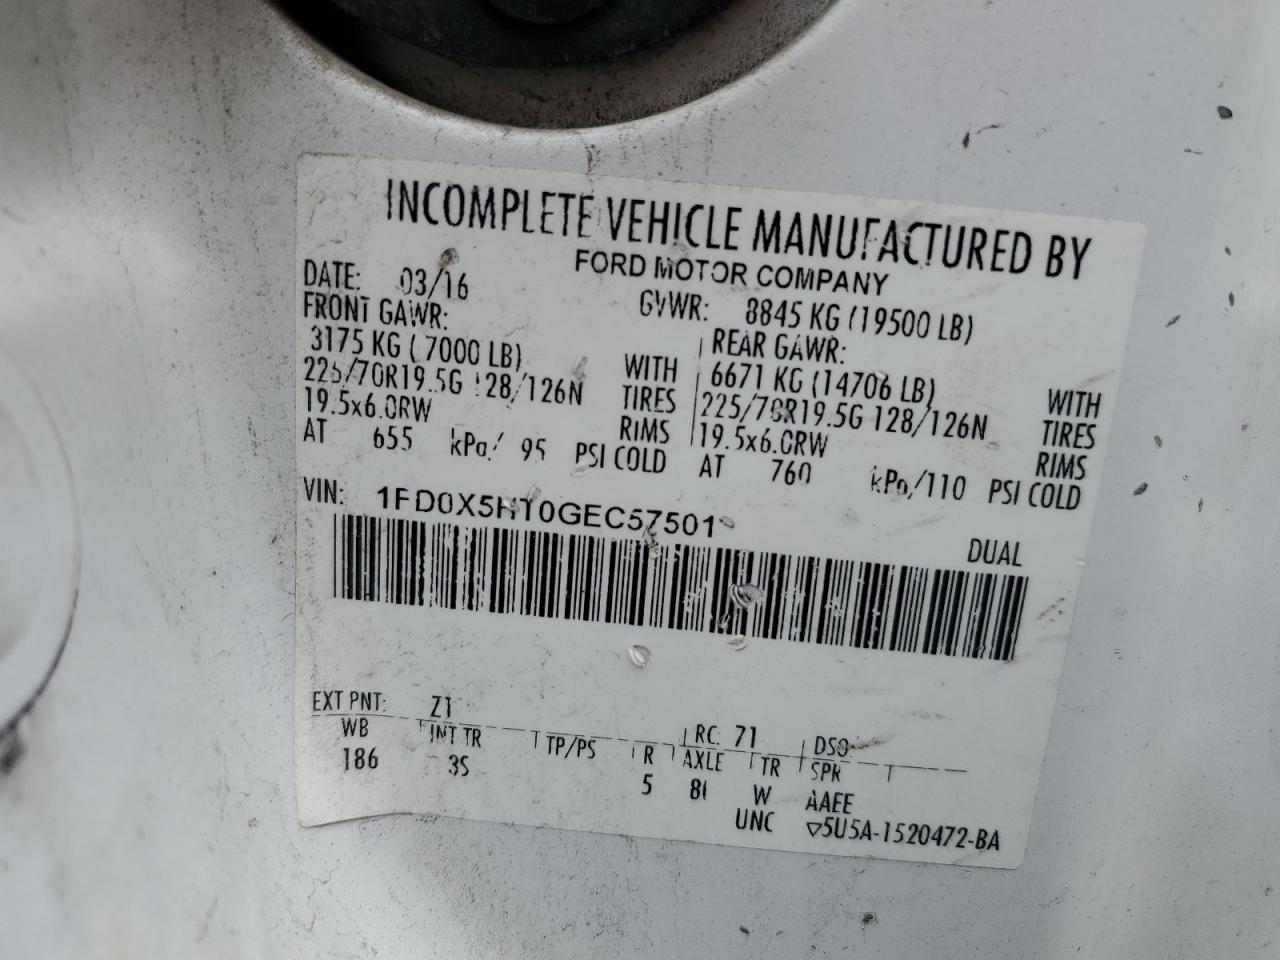 INCOMPLETE VEHICLE MANUFACTURED BY
FORD MOTOR COMPANY
DATE: 03/16 GVWR: 8845 KG (19500 LB)
FRONT GAWR: REAR GAWR:
3175 KG (7000 LB) WITH 6671 KG (14706 LB) WITH
225/70R19.5G 128/126N TIRES 225/70R19.5G 128/126N TIRES
19.5x6.0RW RIMS 19.5x6.0RW RIMS
AT 655 kPa/ 95 PSI COLD AT 760 kPa/110 PSI COLD
VIN: 1FD0X5HT0GEC57501
DUAL
EXT PNT: Z1 RC: 71 DSO:
WB INT TR TP/PS R AXLE TR SPR
186 3S 5 8I W AAEE
UNC ▽5U5A-1520472-BA